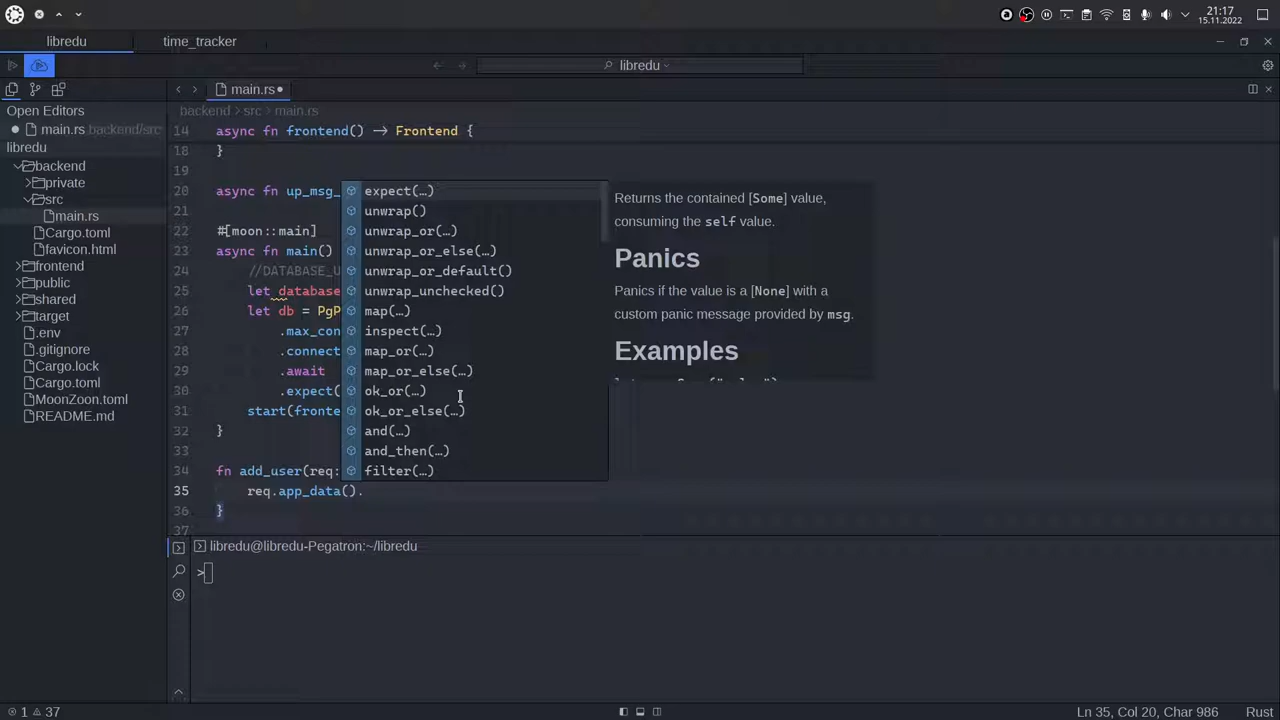 21:17
15.11.2022
libredu
time_tracker
libredu
main.rs
Open Editors
main.rs backend/src
libredu
backend
private
src
main.rs
Cargo.toml
favicon.html
frontend
public
shared
target
.env
.gitignore
Cargo.lock
Cargo.toml
MoonZoon.toml
README.md
backend > src > main.rs
14 async fn frontend() -> Frontend {
18 }
19
20 async fn up_msg_
21
22 #[moon::main]
23 async fn main()
24 //DATABASE_U
25 let database
26 let db = PgP
27 .max_con
28 .connect
29 .await
30 .expect(
31 start(fronte
32 }
33
34 fn add_user(req:
35 req.app_data().
36 }
37
expect(…)
unwrap()
unwrap_or(…)
unwrap_or_else(…)
unwrap_or_default()
unwrap_unchecked()
map(…)
inspect(…)
map_or(…)
map_or_else(…)
ok_or(…)
ok_or_else(…)
and(…)
and_then(…)
filter(…)
Returns the contained [Some] value,
consuming the self value.
Panics
Panics if the value is a [None] with a
custom panic message provided by msg.
Examples
libredu@libredu-Pegatron:~/libredu
>
1 37
Ln 35, Col 20, Char 986
Rust